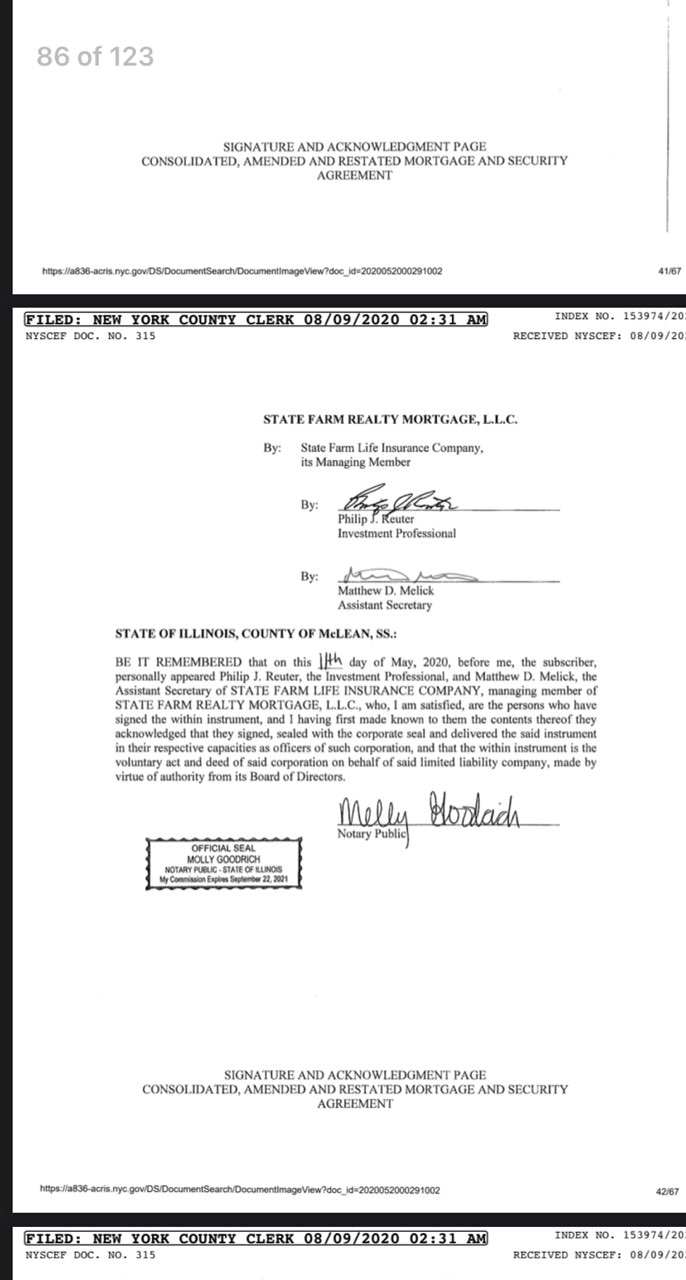 86 of 123
SIGNATURE AND ACKNOWLEDGMENT PAGE
CONSOLIDATED, AMENDED AND RESTATED MORTGAGE AND SECURITY
AGREEMENT
https://a836-acris.nyc.gov/DS/DocumentSearch/DocumentImageView?doc_id=2020052000291002 41/67
FILED: NEW YORK COUNTY CLERK 08/09/2020 02:31 AM INDEX NO. 153974/20
NYSCEF DOC. NO. 315 RECEIVED NYSCEF: 08/09/20
STATE FARM REALTY MORTGAGE, L.L.C.
By: State Farm Life Insurance Company,
its Managing Member
By: Philip J Reuter
Philip J. Reuter
Investment Professional
By:
Matthew D. Melick
Assistant Secretary
STATE OF ILLINOIS, COUNTY OF McLEAN, SS.:
BE IT REMEMBERED that on this 11th day of May, 2020, before me, the subscriber,
personally appeared Philip J. Reuter, the Investment Professional, and Matthew D. Melick, the
Assistant Secretary of STATE FARM LIFE INSURANCE COMPANY, managing member of
STATE FARM REALTY MORTGAGE, L.L.C., who, I am satisfied, are the persons who have
signed the within instrument, and I having first made known to them the contents thereof they
acknowledged that they signed, sealed with the corporate seal and delivered the said instrument
in their respective capacities as officers of such corporation, and that the within instrument is the
voluntary act and deed of said corporation on behalf of said limited liability company, made by
virtue of authority from its Board of Directors.
Molly Goodrich
Notary Public
OFFICIAL SEAL
MOLLY GOODRICH
NOTARY PUBLIC - STATE OF ILLINOIS
My Commission Expires September 22, 2021
SIGNATURE AND ACKNOWLEDGMENT PAGE
CONSOLIDATED, AMENDED AND RESTATED MORTGAGE AND SECURITY
AGREEMENT
https://a836-acris.nyc.gov/DS/DocumentSearch/DocumentImageView?doc_id=2020052000291002 42/67
FILED: NEW YORK COUNTY CLERK 08/09/2020 02:31 AM INDEX NO. 153974/20
NYSCEF DOC. NO. 315 RECEIVED NYSCEF: 08/09/20